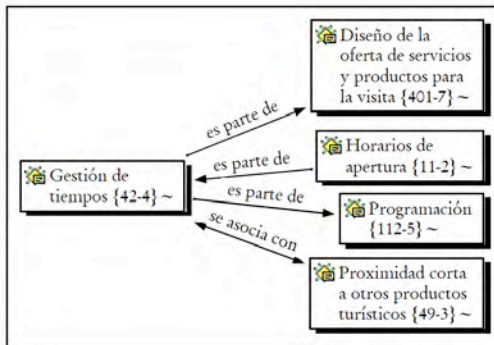 Diseño de la
oferta de servicios
y productos para
la visita {401-7} ~
es parte de
Horarios de
apertura {11-2} ~
es parte de
Gestión de
tiempos {42-4} ~
es parte de
Programación
{112-5} ~
se asocia con
Proximidad corta
a otros productos
turísticos {49-3} ~